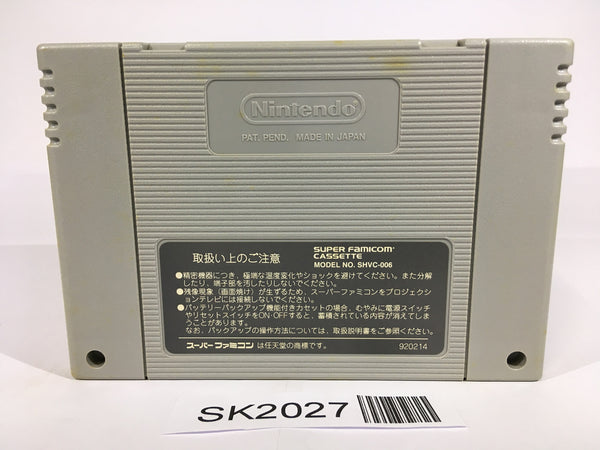 Nintendo
PAT. PEND. MADE IN JAPAN
取扱い上のご注意
SUPER FAMICOM
CASSETTE
MODEL NO. SHVC-006
●精密機器につき、極端な温度変化やショックを避けてください。また分解
したり、端子部を汚したりしないでください。
●残像現象(画面焼け)が生ずるため、スーパーファミコンをプロジェクシ
ョンテレビには接続しないでください。
●バッテリーバックアップ機能付きカセットの場合、むやみに電源スイッチ
やリセットスイッチをON・OFFすると、蓄積されている内容が消えてしま
うことがあります。
なお、バックアップの操作方法については、取扱説明書をご参照ください。
スーパーファミコン は任天堂の商標です。
920214
SK2027